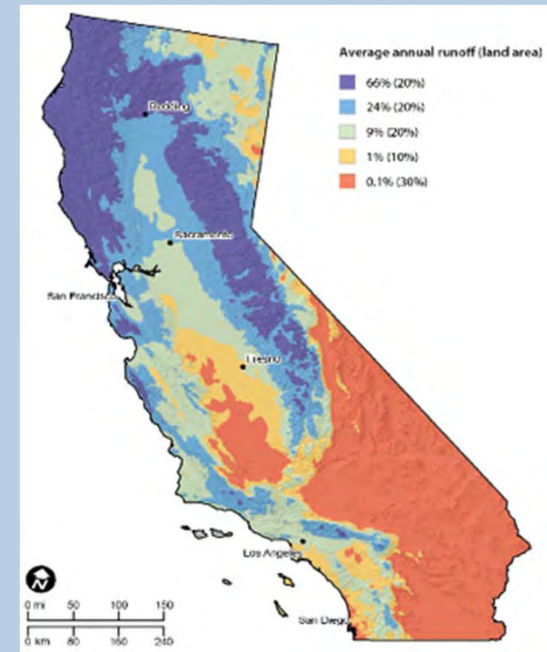 Average annual runoff (land area)
66% (20%)
24% (20%)
9% (20%)
1% (10%)
0.1% (30%)
Redding
Sacramento
San Francisco
Fresno
Los Angeles
San Diego
N
0 mi 50 100 150
0 km 80 160 240